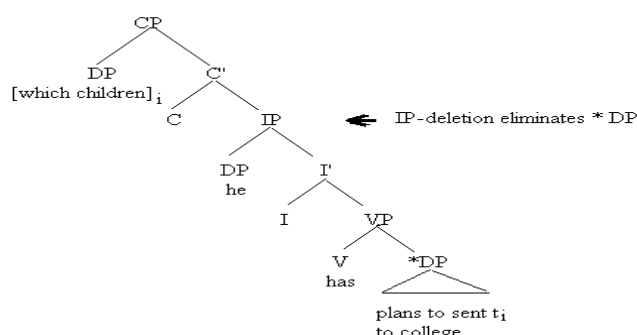 CP
DP C'
[which children]i
C IP IP-deletion eliminates * DP
DP I'
he
I VP
V *DP
has
plans to sent ti
to college